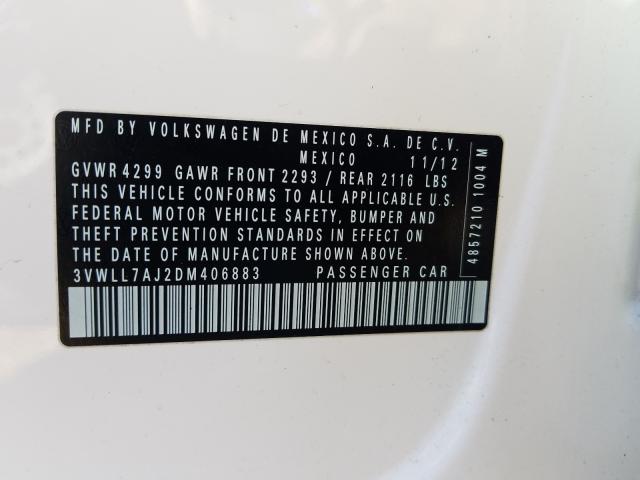 MFD BY VOLKSWAGEN DE MEXICO S.A. DE C.V.
MEXICO 11/12
GVWR 4299 GAWR FRONT 2293 / REAR 2116 LBS
THIS VEHICLE CONFORMS TO ALL APPLICABLE U.S.
FEDERAL MOTOR VEHICLE SAFETY, BUMPER AND
THEFT PREVENTION STANDARDS IN EFFECT ON
THE DATE OF MANUFACTURE SHOWN ABOVE.
3VWLL7AJ2DM406883 PASSENGER CAR
4857210 1004 M